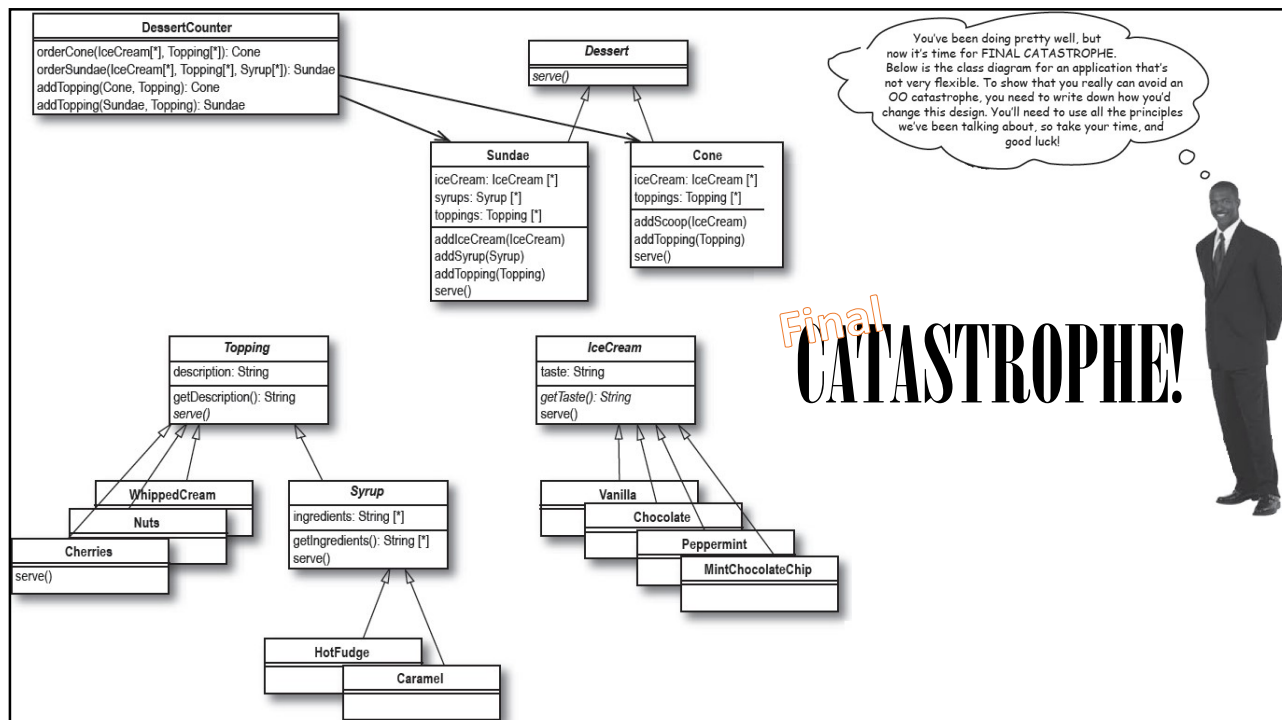 DessertCounter
orderCone(IceCream[*], Topping[*]): Cone
orderSundae(IceCream[*], Topping[*], Syrup[*]): Sundae
addTopping(Cone, Topping): Cone
addTopping(Sundae, Topping): Sundae
Dessert
serve()
You've been doing pretty well, but
now it's time for FINAL CATASTROPHE.
Below is the class diagram for an application that's
not very flexible. To show that you really can avoid an
OO catastrophe, you need to write down how you'd
change this design. You'll need to use all the principles
we've been talking about, so take your time, and
good luck!
Sundae
iceCream: IceCream [*]
syrups: Syrup [*]
toppings: Topping [*]
addIceCream(IceCream)
addSyrup(Syrup)
addTopping(Topping)
serve()
Cone
iceCream: IceCream [*]
toppings: Topping [*]
addScoop(IceCream)
addTopping(Topping)
serve()
Final
CATASTROPHE!
Topping
description: String
getDescription(): String
serve()
IceCream
taste: String
getTaste(): String
serve()
WhippedCream
Nuts
Cherries
serve()
Syrup
ingredients: String [*]
getIngredients(): String [*]
serve()
Vanilla
Chocolate
Peppermint
MintChocolateChip
HotFudge
Caramel